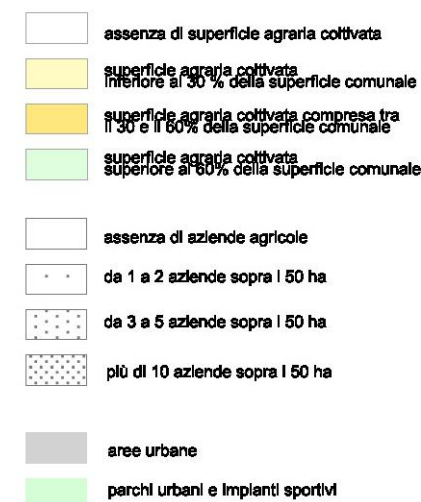 assenza di superficie agraria coltivata
superficie agraria coltivata
inferiore al 30 % della superficie comunale
superficie agraria coltivata compresa tra
il 30 e il 60% della superficie comunale
superficie agraria coltivata
superiore al 60% della superficie comunale
assenza di aziende agricole
da 1 a 2 aziende sopra i 50 ha
da 3 a 5 aziende sopra i 50 ha
più di 10 aziende sopra i 50 ha
aree urbane
parchi urbani e impianti sportivi